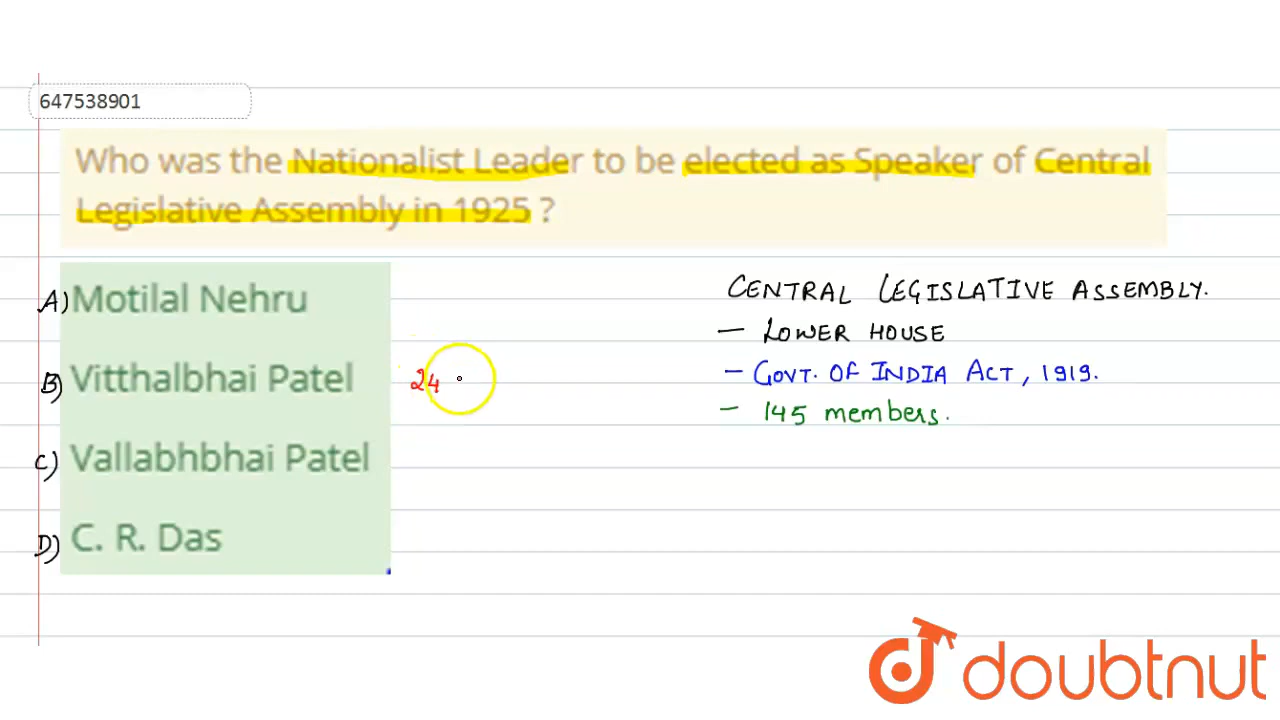 647538901
Who was the Nationalist Leader to be elected as Speaker of Central
Legislative Assembly in 1925 ?
A) Motilal Nehru
B) Vitthalbhai Patel 24
C) Vallabhbhai Patel
D) C. R. Das
CENTRAL LEGISLATIVE ASSEMBLY.
– LOWER HOUSE
– GOVT. OF INDIA ACT, 1919.
– 145 members.
doubtnut